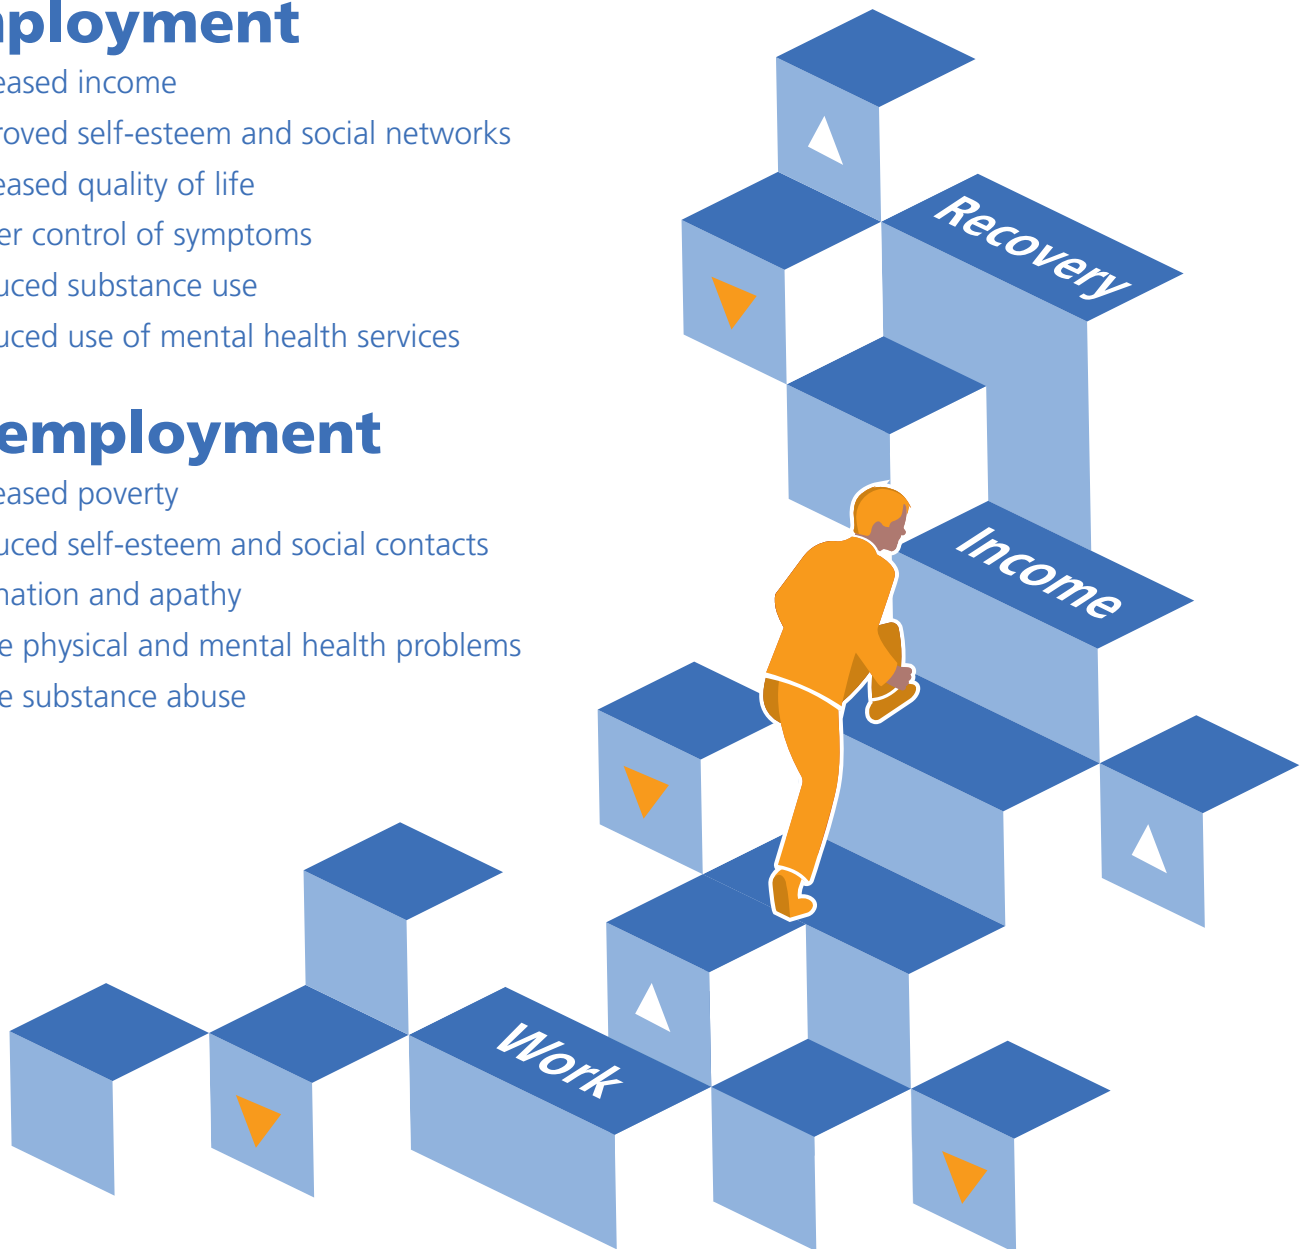 mployment
eased income
roved self-esteem and social networks
eased quality of life
er control of symptoms
uced substance use
uced use of mental health services
employment
eased poverty
uced self-esteem and social contacts
nation and apathy
e physical and mental health problems
e substance abuse
Recovery
Income
Work